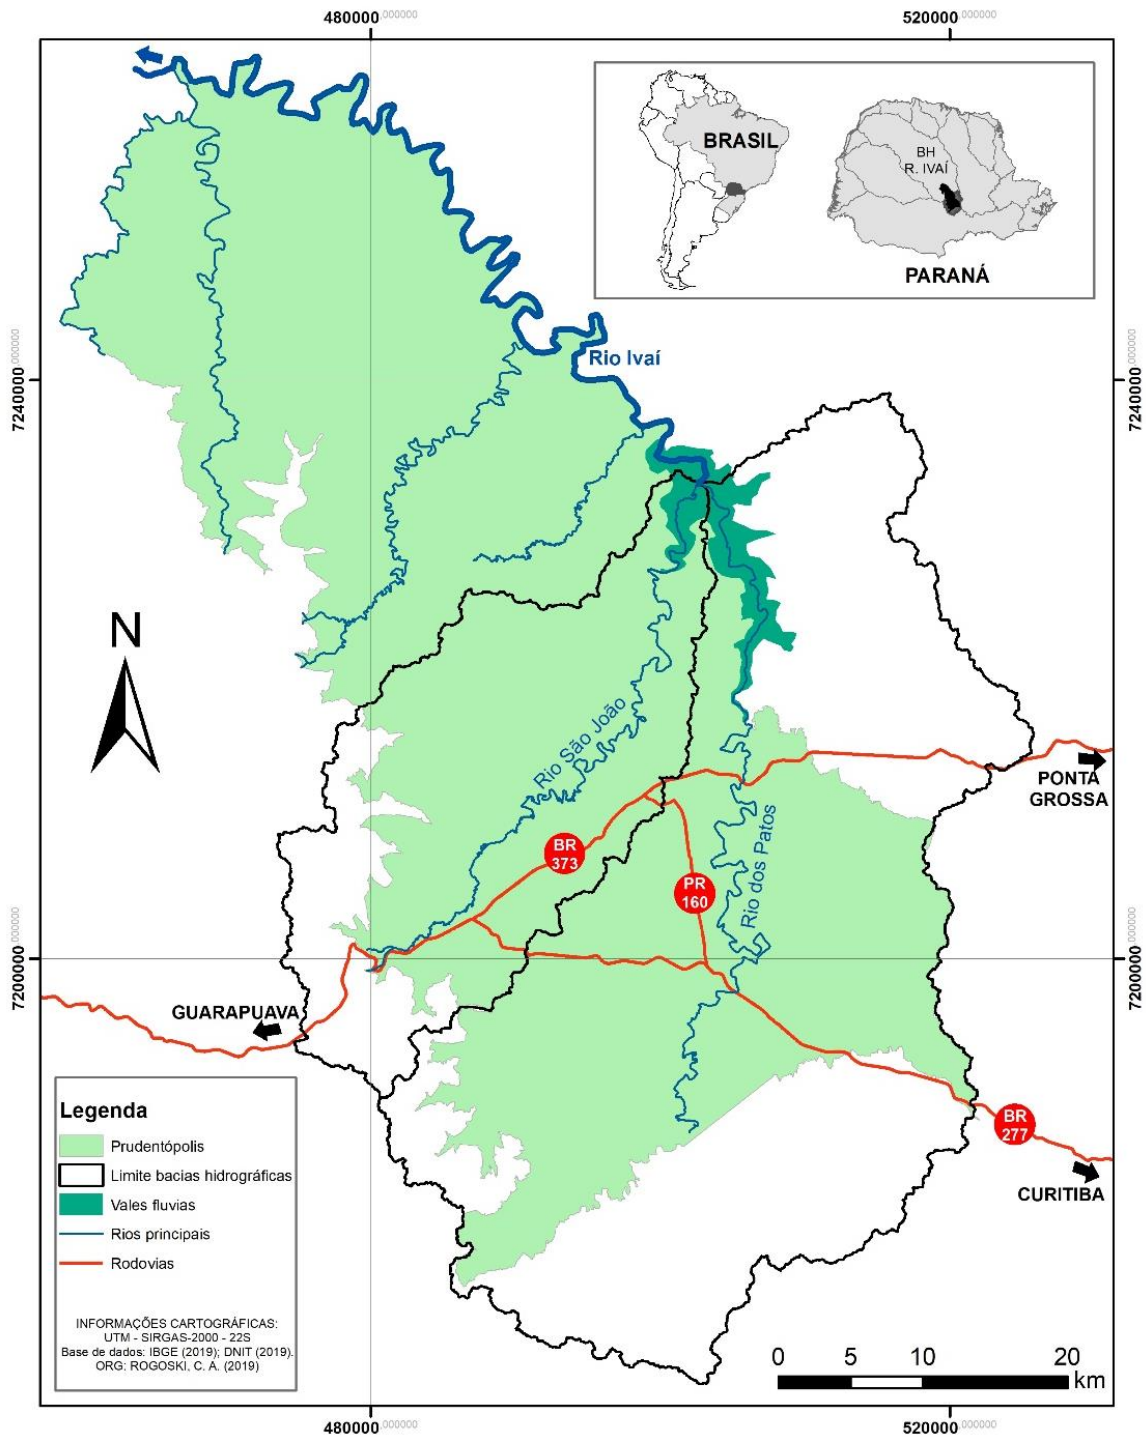 480000,000000
520000,000000
BRASIL
BH
R. IVAÍ
PARANÁ
Rio Ivaí
7240000,000000
7240000,000000
N
Rio São João
PONTA
GROSSA
BR
373
PR
160
Rio dos Patos
7200000,000000
7200000,000000
GUARAPUAVA
BR
277
CURITIBA
Legenda
Prudentópolis
Limite bacias hidrográficas
Vales fluvias
Rios principais
Rodovias
INFORMAÇÕES CARTOGRÁFICAS:
UTM - SIRGAS-2000 - 22S
Base de dados: IBGE (2019); DNIT (2019).
ORG: ROGOSKI, C. A. (2019)
0 5 10 20
km
480000,000000
520000,000000